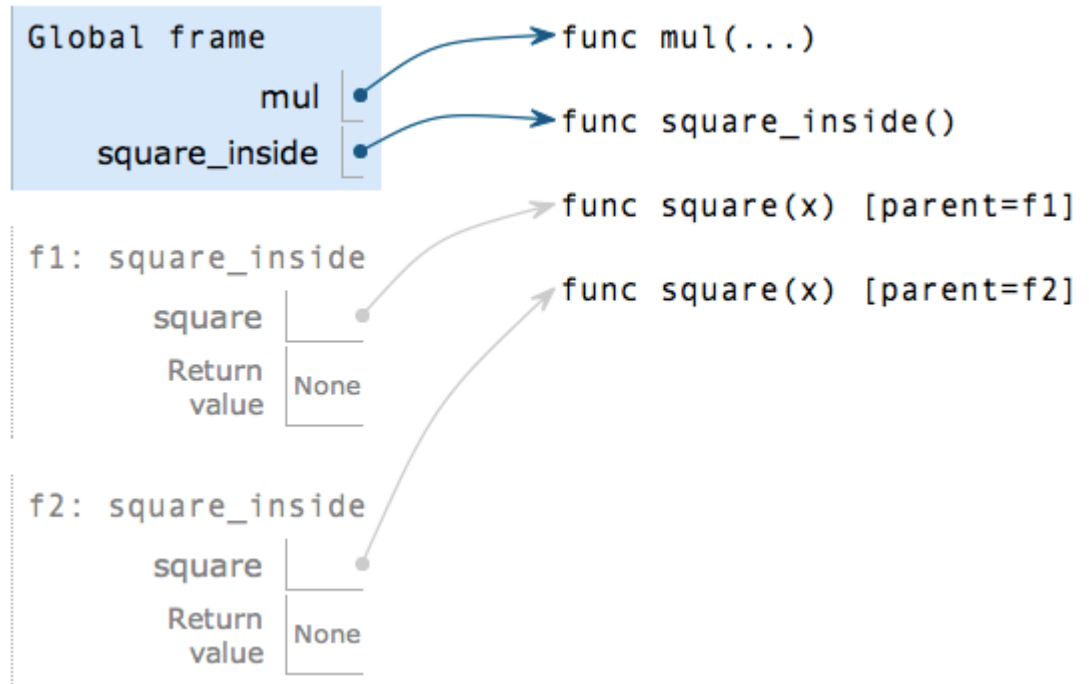 Global frame
mul
square_inside
func mul(...)
func square_inside()
func square(x) [parent=f1]
func square(x) [parent=f2]
f1: square_inside
square
Return
value
None
f2: square_inside
square
Return
value
None